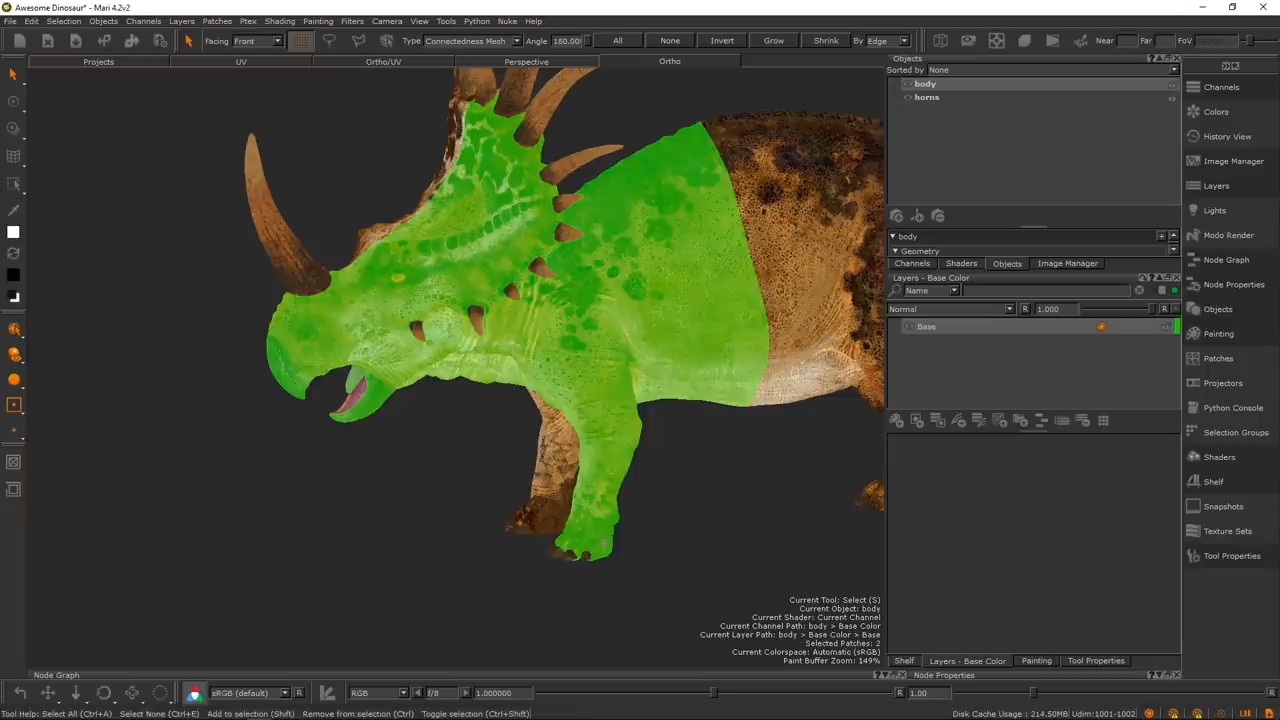 Awesome Dinosaur* - Mari 4.2v2
File Edit Selection Objects Channels Layers Patches Ptex Shading Painting Filters Camera View Tools Python Nuke Help
Facing Front Type Connectedness Mesh Angle 180.00 All None Invert Grow Shrink By Edge Near Far FoV
Projects UV Ortho/UV Perspective Ortho
Objects
Sorted by None
body
horns
body
Geometry
Channels Shaders Objects Image Manager
Layers - Base Color
Name
Normal R 1.000 R
Base
Channels
Colors
History View
Image Manager
Layers
Lights
Modo Render
Node Graph
Node Properties
Objects
Painting
Patches
Projectors
Python Console
Selection Groups
Shaders
Shelf
Snapshots
Texture Sets
Tool Properties
Current Tool: Select (S)
Current Object: body
Current Shader: Current Channel
Current Channel Path: body > Base Color
Current Layer Path: body > Base Color > Base
Selected Patches: 2
Current Colorspace: Automatic (sRGB)
Paint Buffer Zoom: 149%
Shelf Layers - Base Color Painting Tool Properties
Node Graph Node Properties
sRGB (default) R RGB f/8 1.000000 R 1.00 R
Tool Help: Select All (Ctrl+A) Select None (Ctrl+E) Add to selection (Shift) Remove from selection (Ctrl) Toggle selection (Ctrl+Shift) Disk Cache Usage : 214.50MB Udim:1001-1002